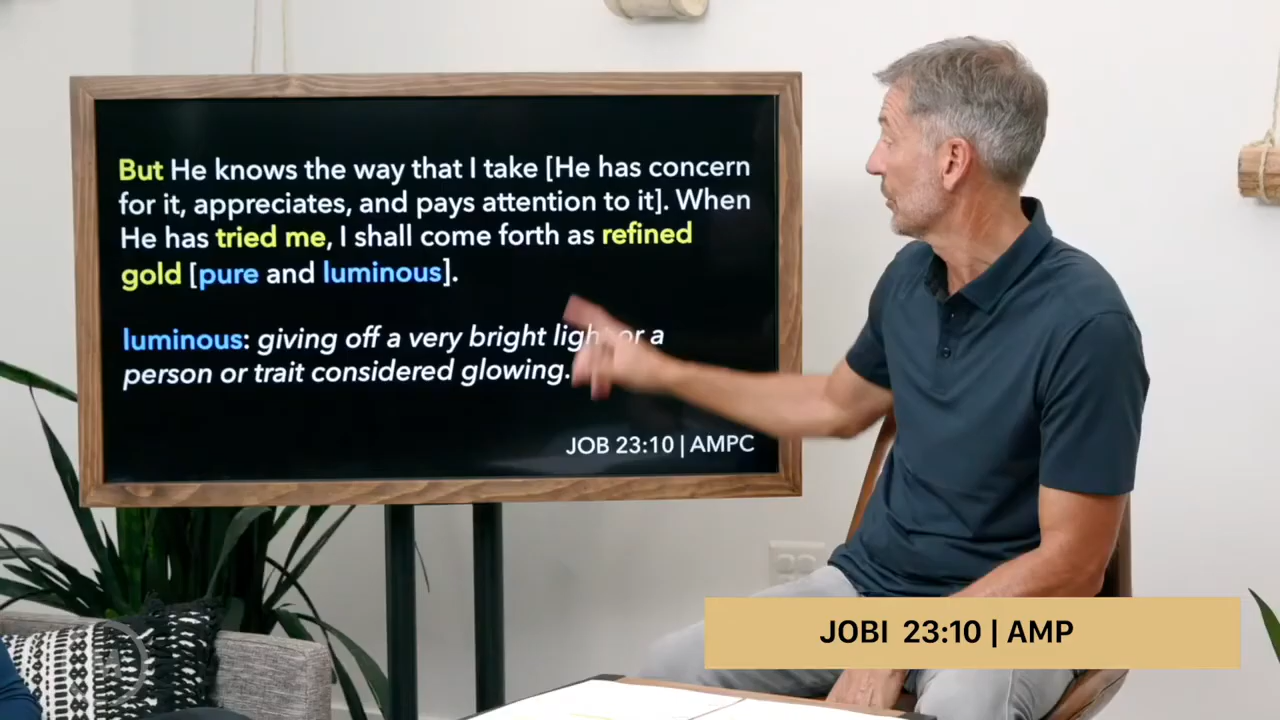 But He knows the way that I take [He has concern
for it, appreciates, and pays attention to it]. When
He has tried me, I shall come forth as refined
gold [pure and luminous].
luminous: giving off a very bright light or a
person or trait considered glowing.
JOB 23:10 | AMPC
JOBI 23:10 | AMP